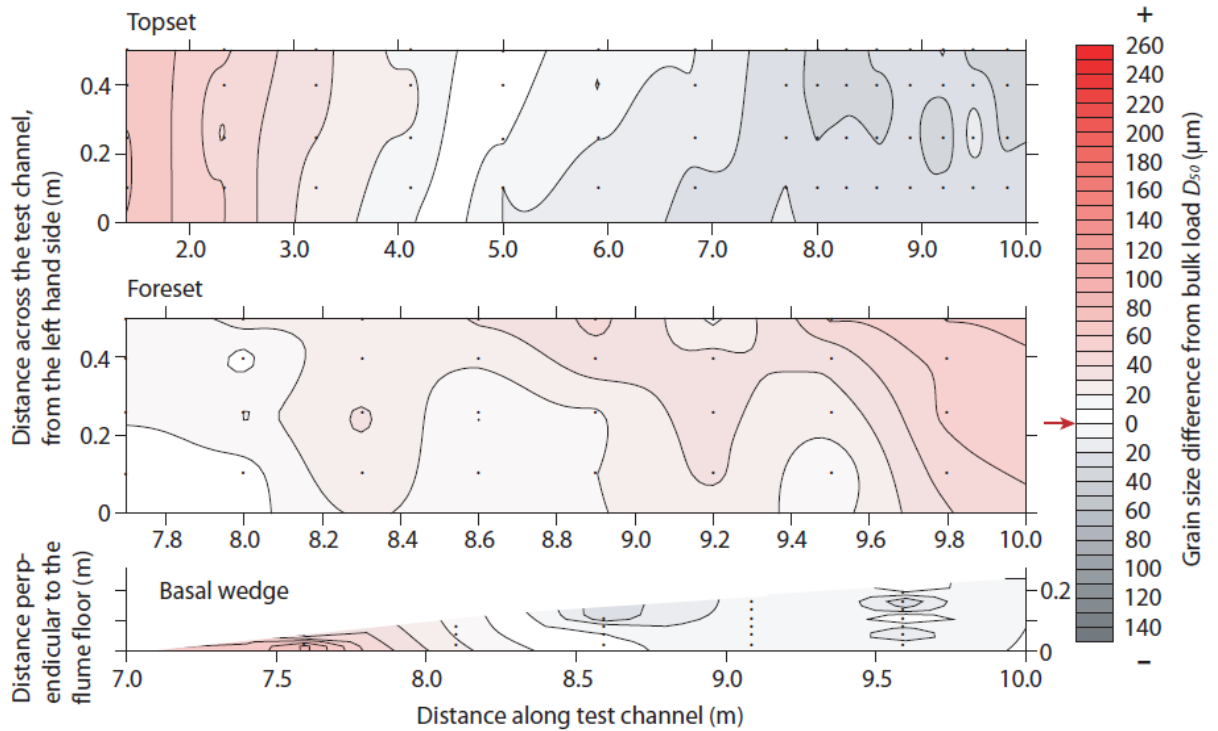 Topset
+
Distance across the test channel,
from the left hand side (m)
0.4
0.2
0
2.0 3.0 4.0 5.0 6.0 7.0 8.0 9.0 10.0
Foreset
0.4
0.2
0
7.8 8.0 8.2 8.4 8.6 8.8 9.0 9.2 9.4 9.6 9.8 10.0
Distance perp-
endicular to the
flume floor (m)
Basal wedge
0.2
0
7.0 7.5 8.0 8.5 9.0 9.5 10.0
Distance along test channel (m)
260
240
220
200
180
160
140
120
100
80
60
40
20
0
20
40
60
80
100
120
140
–
Grain size difference from bulk load D50 (µm)